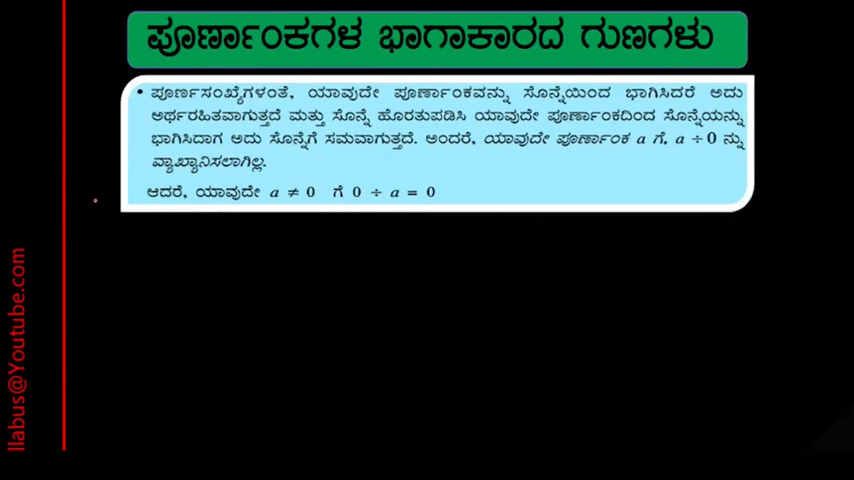 ಪೂರ್ಣಾಂಕಗಳ ಭಾಗಾಕಾರದ ಗುಣಗಳು
• ಪೂರ್ಣಸಂಖ್ಯೆಗಳಂತೆ, ಯಾವುದೇ ಪೂರ್ಣಾಂಕವನ್ನು ಸೊನ್ನೆಯಿಂದ ಭಾಗಿಸಿದರೆ ಅದು
ಅರ್ಥರಹಿತವಾಗುತ್ತದೆ ಮತ್ತು ಸೊನ್ನೆ ಹೊರತುಪಡಿಸಿ ಯಾವುದೇ ಪೂರ್ಣಾಂಕದಿಂದ ಸೊನ್ನೆಯನ್ನು
ಭಾಗಿಸಿದಾಗ ಅದು ಸೊನ್ನೆಗೆ ಸಮವಾಗುತ್ತದೆ. ಅಂದರೆ, ಯಾವುದೇ ಪೂರ್ಣಾಂಕ a ಗೆ, a ÷ 0 ನ್ನು
ವ್ಯಾಖ್ಯಾನಿಸಲಾಗಿಲ್ಲ.
ಆದರೆ, ಯಾವುದೇ a ≠ 0 ಗೆ 0 ÷ a = 0
llabus@Youtube.com